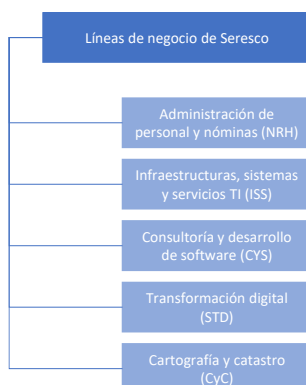 Líneas de negocio de Seresco
Administración de
personal y nóminas (NRH)
Infraestructuras, sistemas
y servicios TI (ISS)
Consultoría y desarrollo
de software (CYS)
Transformación digital
(STD)
Cartografía y catastro
(CyC)